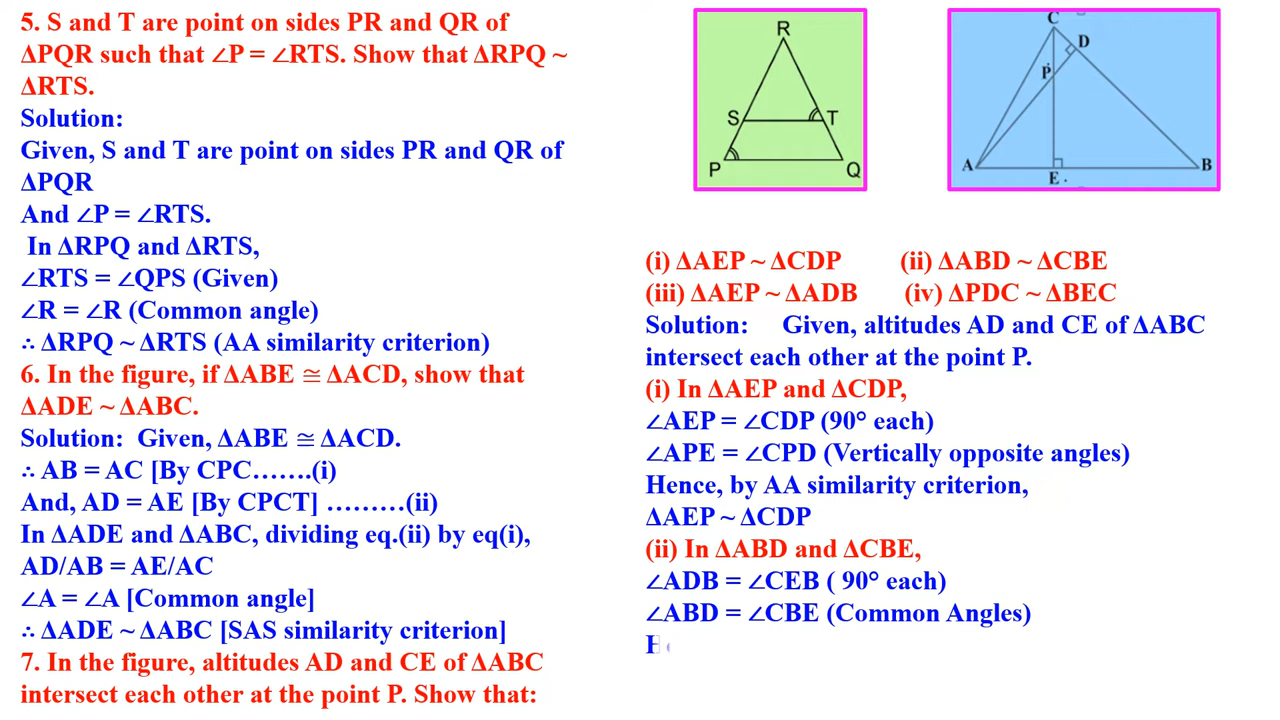 5. S and T are point on sides PR and QR of
ΔPQR such that ∠P = ∠RTS. Show that ΔRPQ ~
ΔRTS.
Solution:
Given, S and T are point on sides PR and QR of
ΔPQR
And ∠P = ∠RTS.
In ΔRPQ and ΔRTS,
∠RTS = ∠QPS (Given)
∠R = ∠R (Common angle)
∴ ΔRPQ ~ ΔRTS (AA similarity criterion)
6. In the figure, if ΔABE ≅ ΔACD, show that
ΔADE ~ ΔABC.
Solution: Given, ΔABE ≅ ΔACD.
∴ AB = AC [By CPC…….(i)
And, AD = AE [By CPCT] ………(ii)
In ΔADE and ΔABC, dividing eq.(ii) by eq(i),
AD/AB = AE/AC
∠A = ∠A [Common angle]
∴ ΔADE ~ ΔABC [SAS similarity criterion]
7. In the figure, altitudes AD and CE of ΔABC
intersect each other at the point P. Show that:
R
S T
P Q
C
D
P
A B
E
(i) ΔAEP ~ ΔCDP (ii) ΔABD ~ ΔCBE
(iii) ΔAEP ~ ΔADB (iv) ΔPDC ~ ΔBEC
Solution: Given, altitudes AD and CE of ΔABC
intersect each other at the point P.
(i) In ΔAEP and ΔCDP,
∠AEP = ∠CDP (90° each)
∠APE = ∠CPD (Vertically opposite angles)
Hence, by AA similarity criterion,
ΔAEP ~ ΔCDP
(ii) In ΔABD and ΔCBE,
∠ADB = ∠CEB ( 90° each)
∠ABD = ∠CBE (Common Angles)